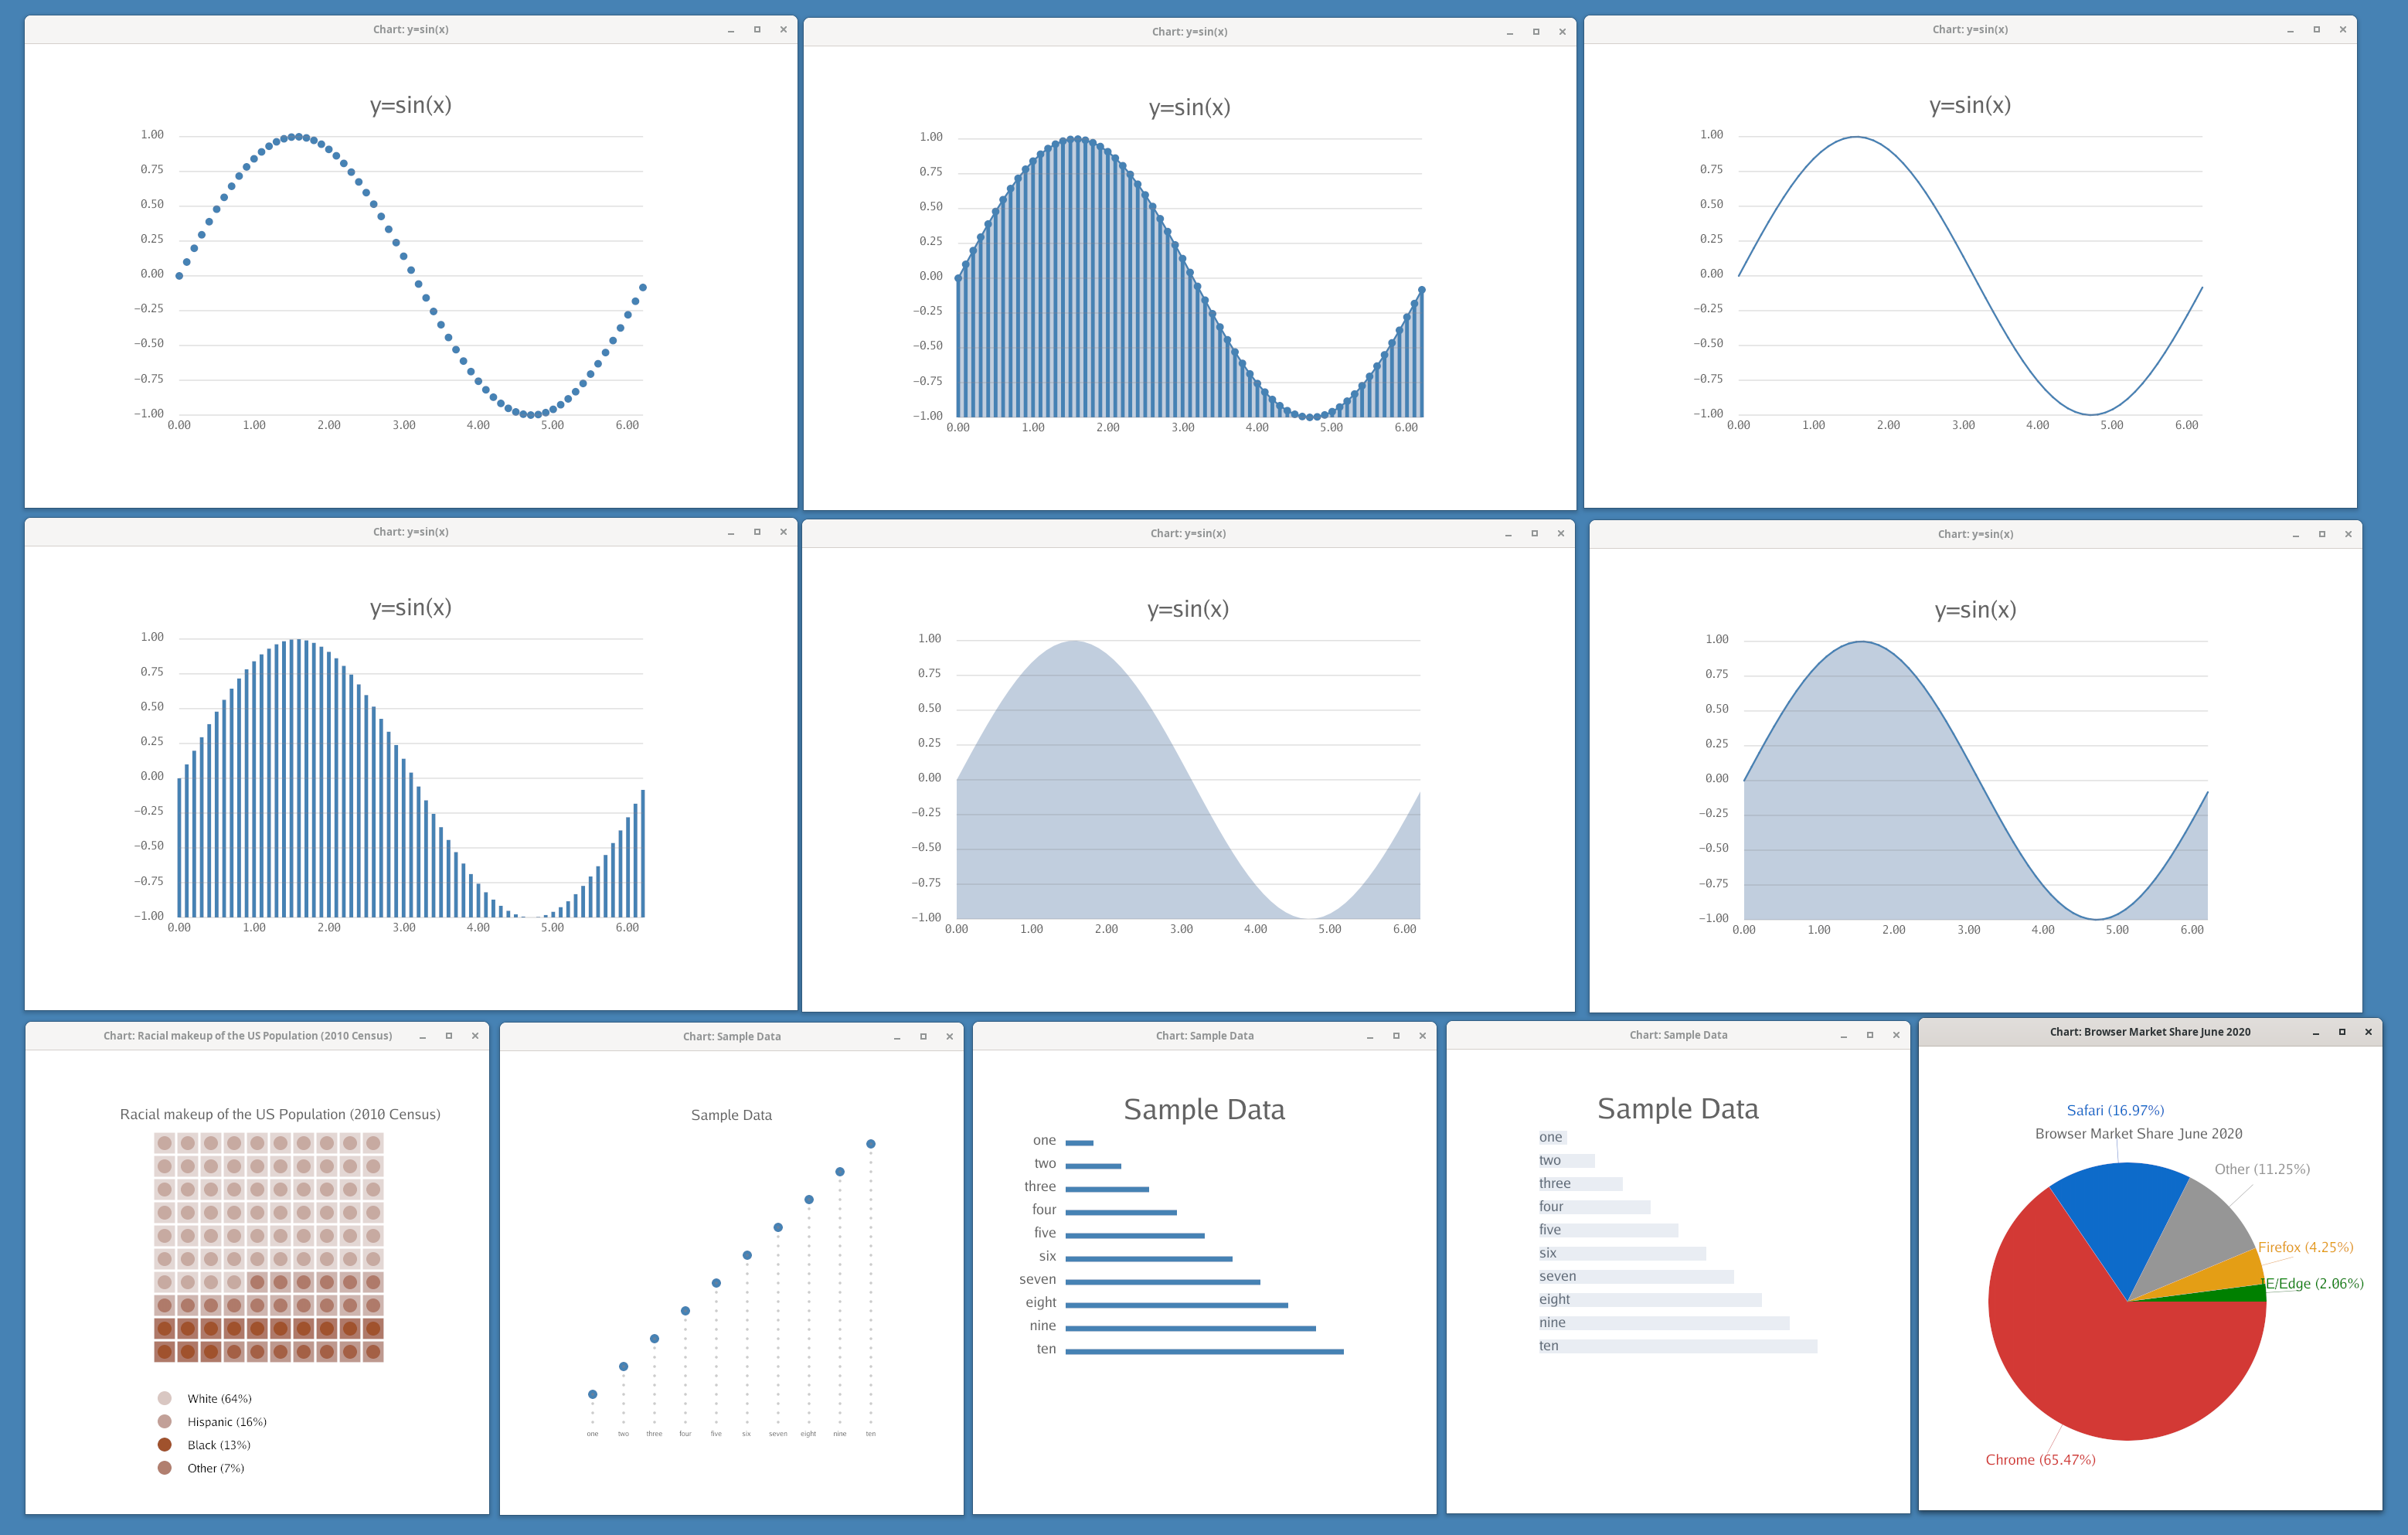 Chart: y=sin(x)
y=sin(x)
1.00
0.75
0.50
0.25
0.00
−0.25
−0.50
−0.75
−1.00
0.00 1.00 2.00 3.00 4.00 5.00 6.00
Chart: y=sin(x)
y=sin(x)
1.00
0.75
0.50
0.25
0.00
−0.25
−0.50
−0.75
−1.00
0.00 1.00 2.00 3.00 4.00 5.00 6.00
Chart: y=sin(x)
y=sin(x)
1.00
0.75
0.50
0.25
0.00
−0.25
−0.50
−0.75
−1.00
0.00 1.00 2.00 3.00 4.00 5.00 6.00
Chart: y=sin(x)
y=sin(x)
1.00
0.75
0.50
0.25
0.00
−0.25
−0.50
−0.75
−1.00
0.00 1.00 2.00 3.00 4.00 5.00 6.00
Chart: y=sin(x)
y=sin(x)
1.00
0.75
0.50
0.25
0.00
−0.25
−0.50
−0.75
−1.00
0.00 1.00 2.00 3.00 4.00 5.00 6.00
Chart: y=sin(x)
y=sin(x)
1.00
0.75
0.50
0.25
0.00
−0.25
−0.50
−0.75
−1.00
0.00 1.00 2.00 3.00 4.00 5.00 6.00
Chart: Racial makeup of the US Population (2010 Census)
Racial makeup of the US Population (2010 Census)
White (64%)
Hispanic (16%)
Black (13%)
Other (7%)
Chart: Sample Data
Sample Data
one two three four five six seven eight nine ten
Chart: Sample Data
Sample Data
one
two
three
four
five
six
seven
eight
nine
ten
Chart: Sample Data
Sample Data
one
two
three
four
five
six
seven
eight
nine
ten
Chart: Browser Market Share June 2020
Safari (16.97%)
Browser Market Share June 2020
Other (11.25%)
Firefox (4.25%)
IE/Edge (2.06%)
Chrome (65.47%)